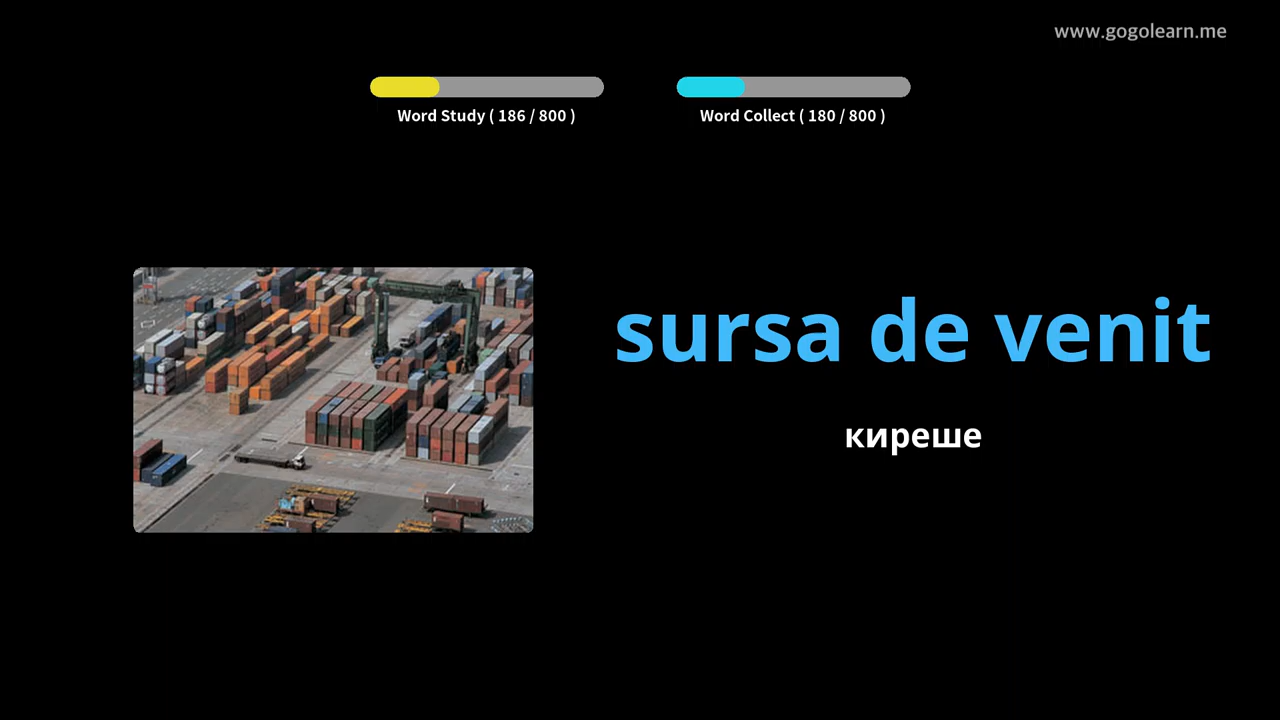 www.gogolearn.me
Word Study ( 186 / 800 )
Word Collect ( 180 / 800 )
sursa de venit
киреше